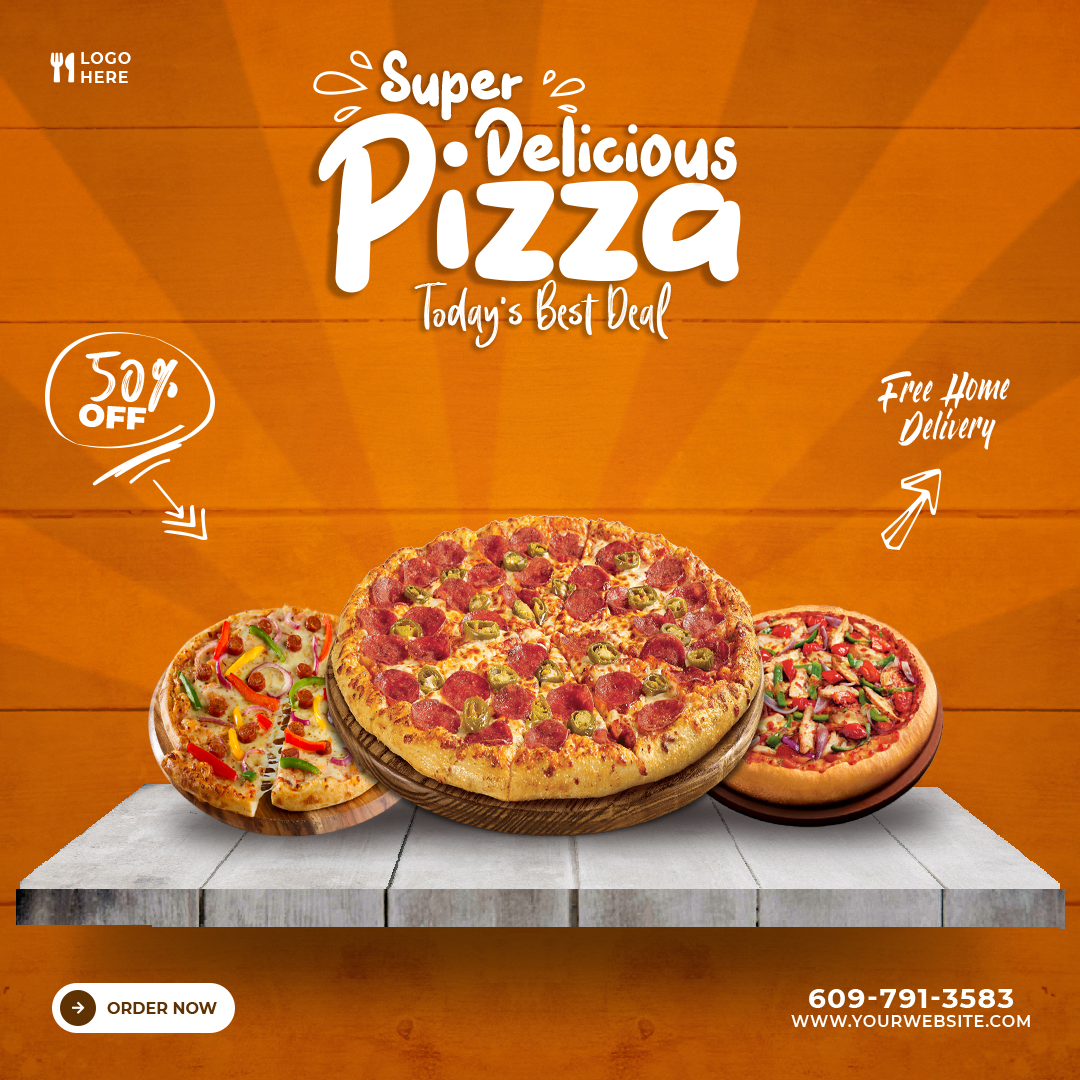 LOGO
HERE
Super
Delicious
Pizza
Today's Best Deal
50%
OFF
Free Home
Delivery
ORDER NOW
609-791-3583
WWW.YOURWEBSITE.COM